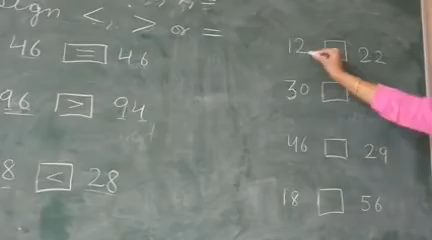 sign <, > or =
46 = 46
96 > 94
8 < 28
12 22
30
46 29
18 56